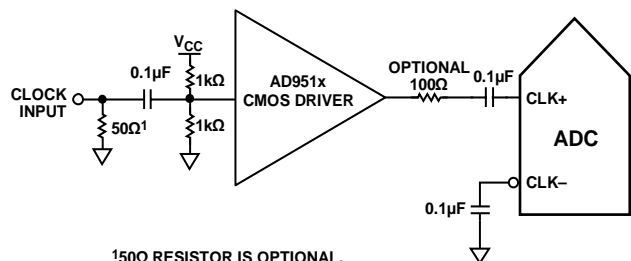 VCC
0.1µF
1kΩ
CLOCK
INPUT
50Ω1
1kΩ
AD951x
CMOS DRIVER
OPTIONAL
100Ω
0.1µF
CLK+
ADC
CLK–
0.1µF
150Ω RESISTOR IS OPTIONAL.